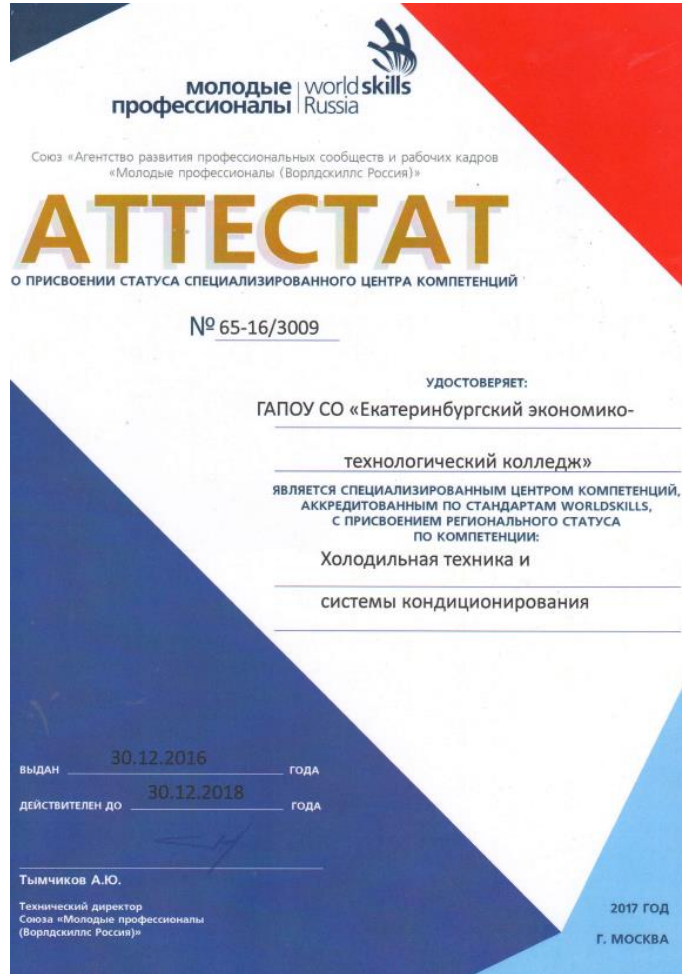 молодые профессионалы
world skills Russia
Союз «Агентство развития профессиональных сообществ и рабочих кадров
«Молодые профессионалы (Ворлдскиллс Россия)»
АТТЕСТАТ
О ПРИСВОЕНИИ СТАТУСА СПЕЦИАЛИЗИРОВАННОГО ЦЕНТРА КОМПЕТЕНЦИЙ
№ 65-16/3009
УДОСТОВЕРЯЕТ:
ГАПОУ СО «Екатеринбургский экономико-
технологический колледж»
ЯВЛЯЕТСЯ СПЕЦИАЛИЗИРОВАННЫМ ЦЕНТРОМ КОМПЕТЕНЦИЙ,
АККРЕДИТОВАННЫМ ПО СТАНДАРТАМ WORLDSKILLS,
С ПРИСВОЕНИЕМ РЕГИОНАЛЬНОГО СТАТУСА
ПО КОМПЕТЕНЦИИ:
Холодильная техника и
системы кондиционирования
ВЫДАН 30.12.2016 ГОДА
ДЕЙСТВИТЕЛЕН ДО 30.12.2018 ГОДА
Тымчиков А.Ю.
Технический директор
Союза «Молодые профессионалы
(Ворлдскиллс Россия)»
2017 ГОД
Г. МОСКВА